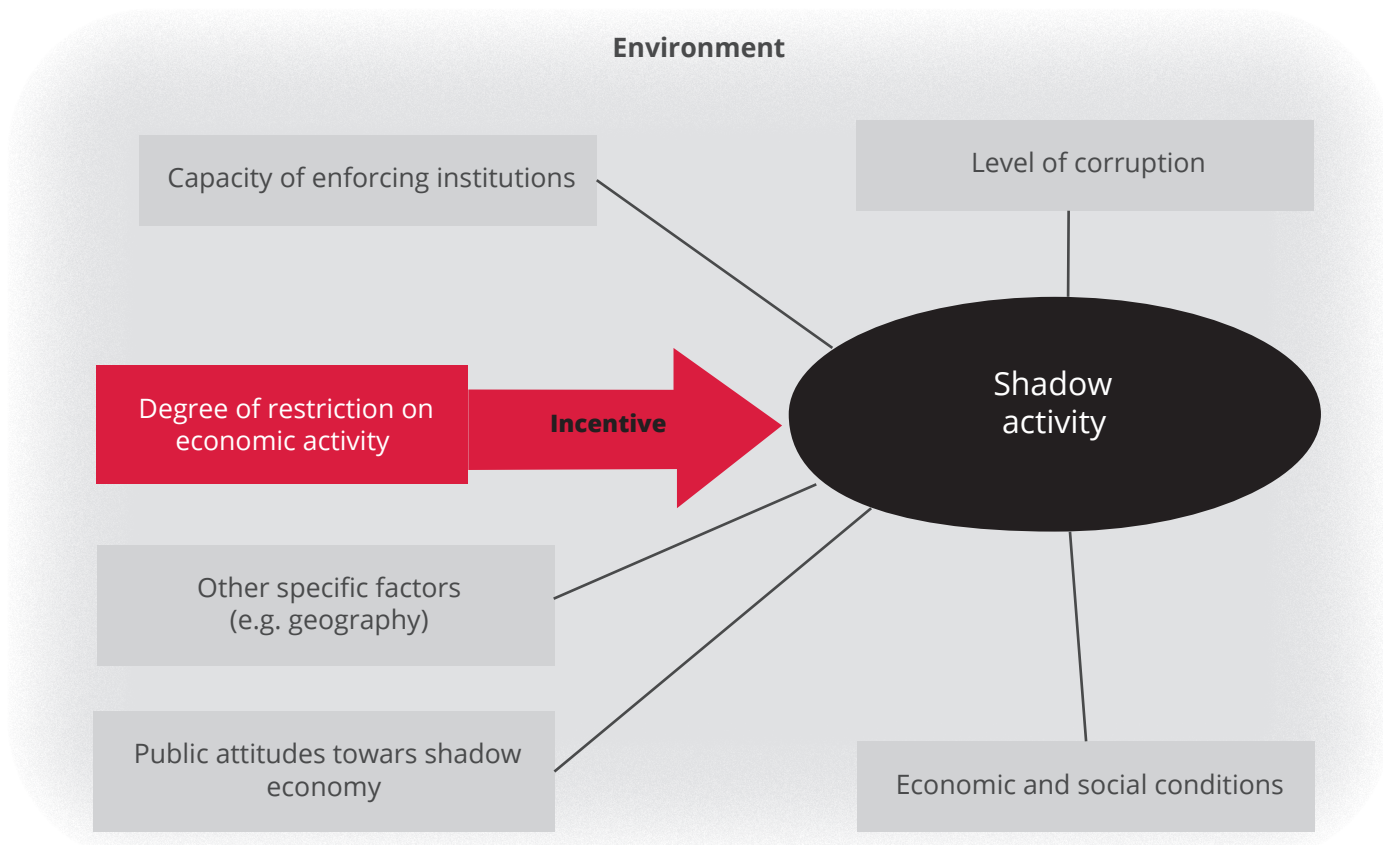 Environment
Capacity of enforcing institutions
Level of corruption
Degree of restriction on
economic activity
Incentive
Shadow
activity
Other specific factors
(e.g. geography)
Public attitudes towars shadow
economy
Economic and social conditions